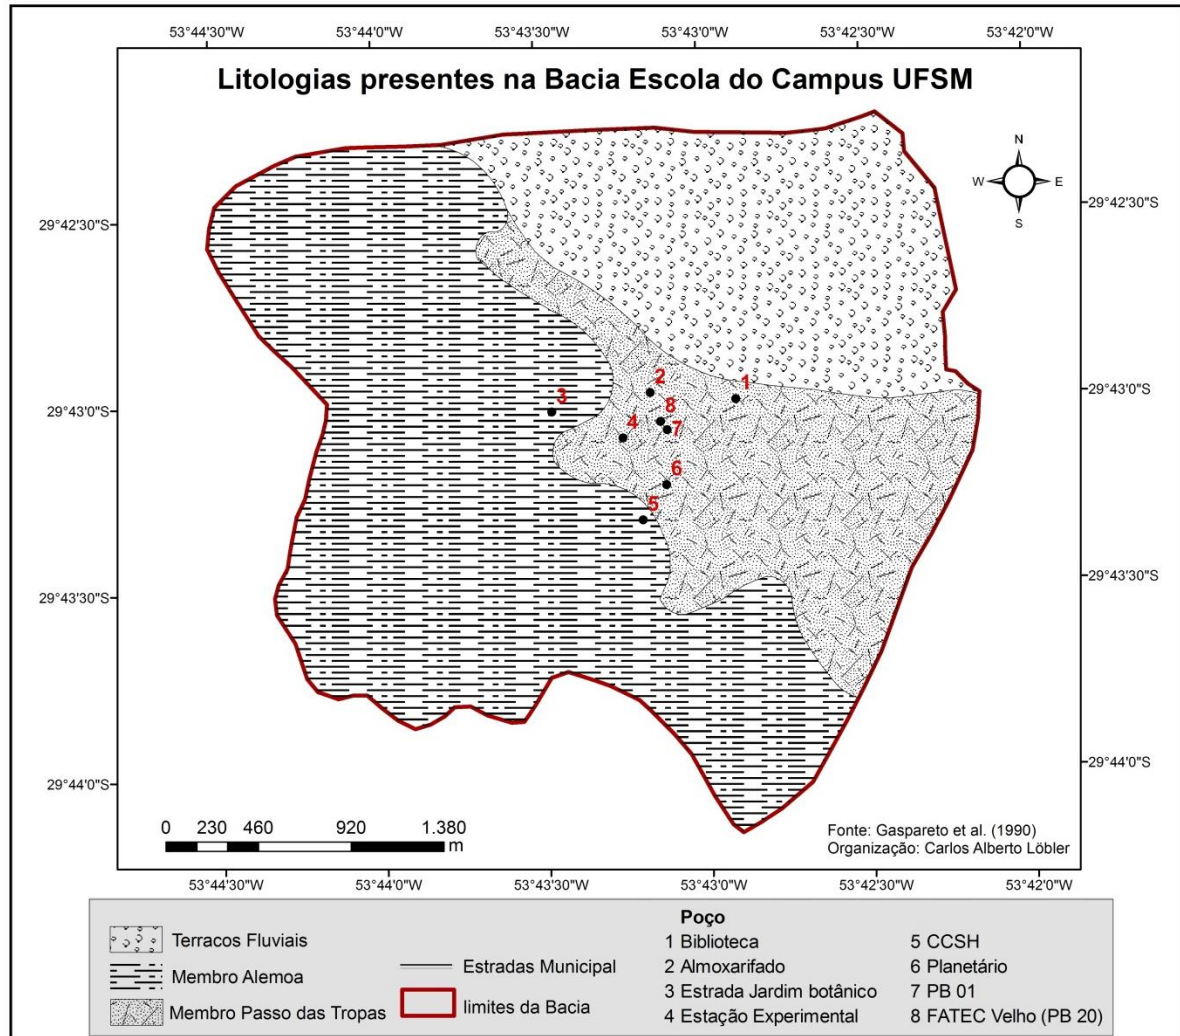 53°44'30"W 53°44'0"W 53°43'30"W 53°43'0"W 53°42'30"W 53°42'0"W
Litologias presentes na Bacia Escola do Campus UFSM
N
W E
S
29°42'30"S 29°42'30"S
2 1
3 8 29°43'0"S
29°43'0"S 4 7
6
5
29°43'30"S
29°43'30"S
29°44'0"S
29°44'0"S
0 230 460 920 1.380
m
Fonte: Gaspareto et al. (1990)
Organização: Carlos Alberto Löbler
53°44'30"W 53°44'0"W 53°43'30"W 53°43'0"W 53°42'30"W 53°42'0"W
Terracos Fluviais
Membro Alemoa
Membro Passo das Tropas
Estradas Municipal
limites da Bacia
Poço
1 Biblioteca
2 Almoxarifado
3 Estrada Jardim botânico
4 Estação Experimental
5 CCSH
6 Planetário
7 PB 01
8 FATEC Velho (PB 20)